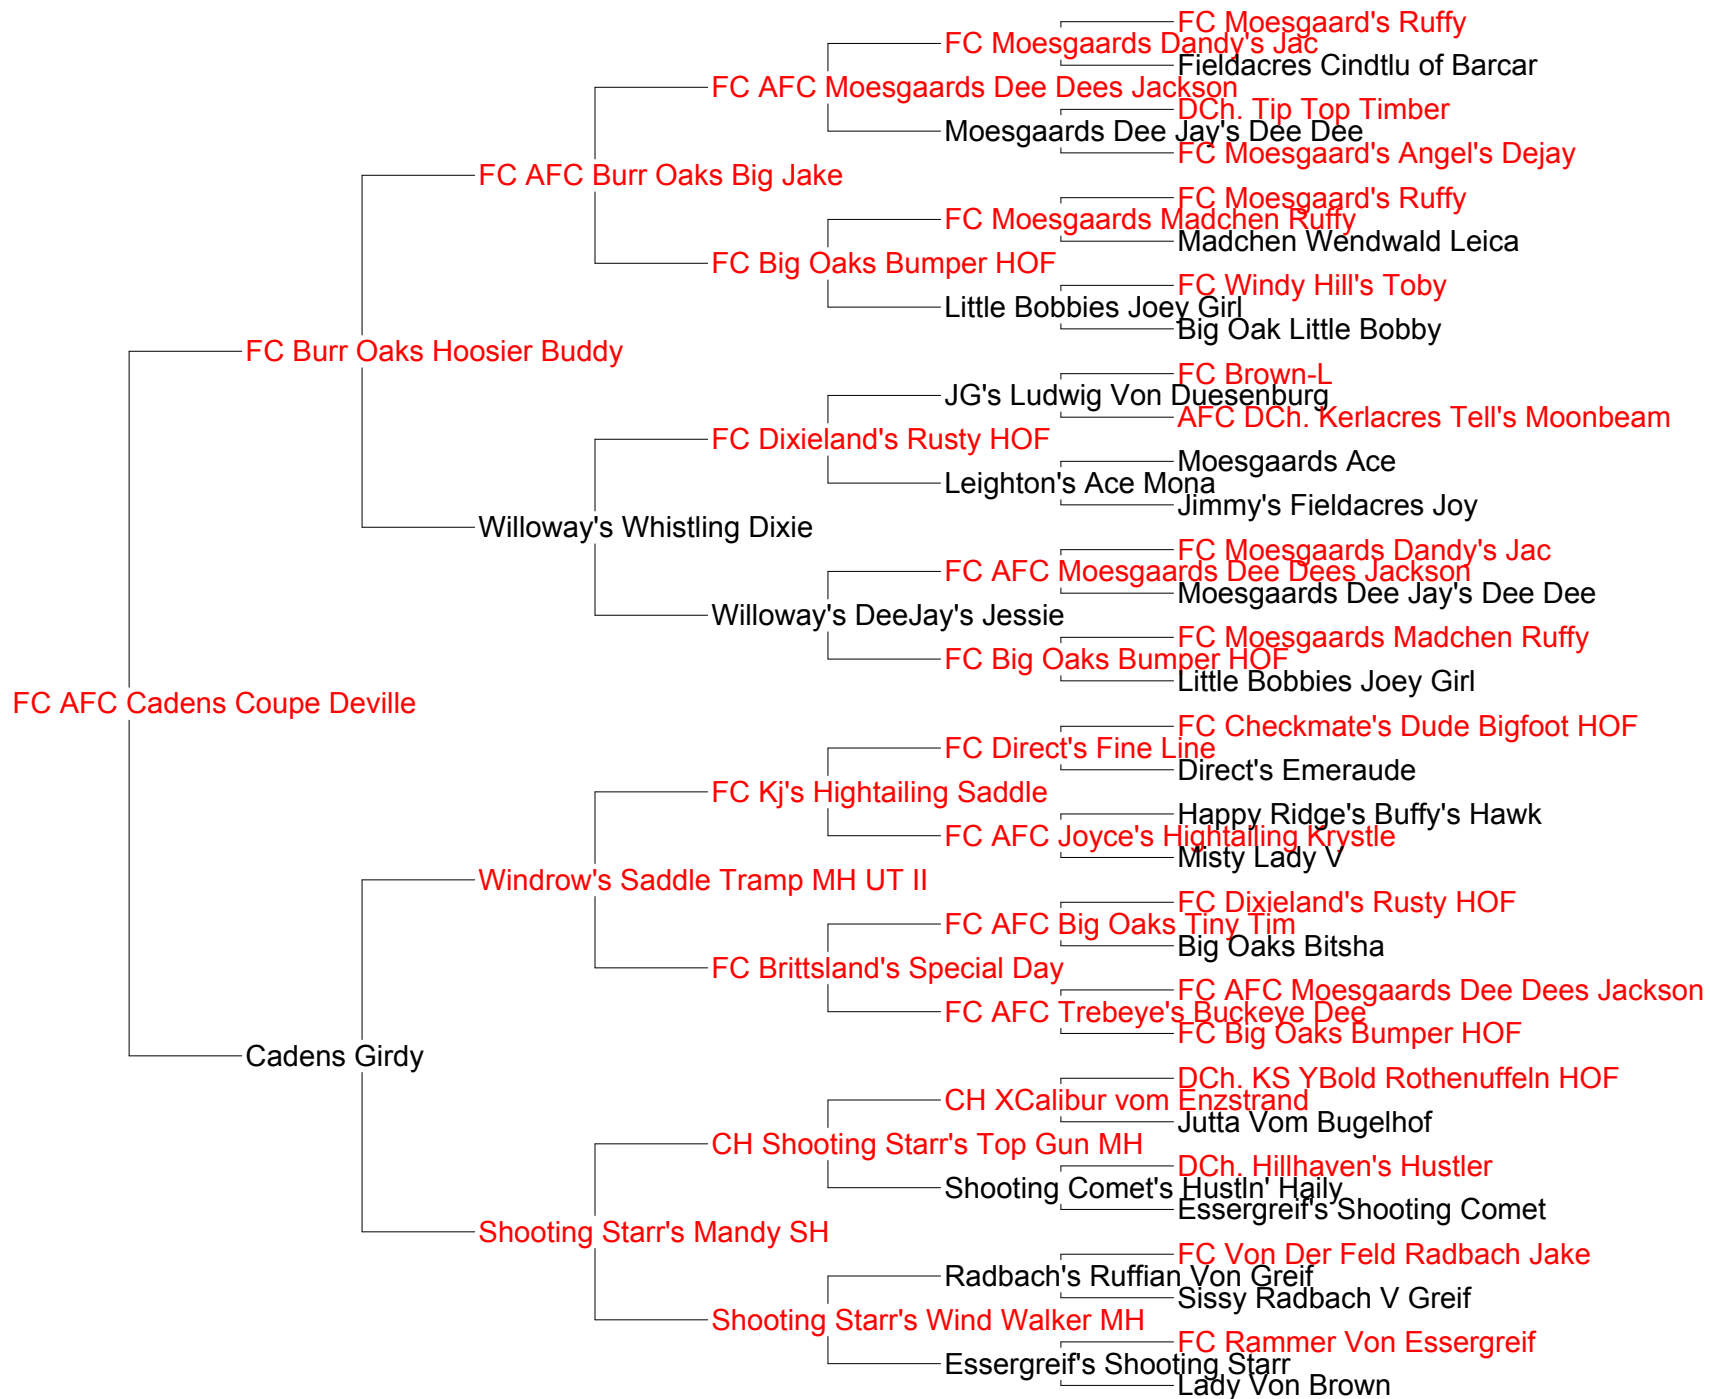 FC Moesgaard's Ruffy
FC Moesgaards Dandy's Jac
Fieldacres Cindtlu of Barcar
FC AFC Moesgaards Dee Dees Jackson
DCh. Tip Top Timber
Moesgaards Dee Jay's Dee Dee
FC Moesgaard's Angel's Dejay
FC AFC Burr Oaks Big Jake
FC Moesgaard's Ruffy
FC Moesgaards Madchen Ruffy
Madchen Wendwald Leica
FC Big Oaks Bumper HOF
FC Windy Hill's Toby
Little Bobbies Joey Girl
Big Oak Little Bobby
FC Burr Oaks Hoosier Buddy
FC Brown-L
JG's Ludwig Von Duesenburg
AFC DCh. Kerlacres Tell's Moonbeam
FC Dixieland's Rusty HOF
Moesgaards Ace
Leighton's Ace Mona
Jimmy's Fieldacres Joy
Willoway's Whistling Dixie
FC Moesgaards Dandy's Jac
FC AFC Moesgaards Dee Dees Jackson
Moesgaards Dee Jay's Dee Dee
Willoway's DeeJay's Jessie
FC Moesgaards Madchen Ruffy
FC Big Oaks Bumper HOF
Little Bobbies Joey Girl
FC AFC Cadens Coupe Deville
FC Checkmate's Dude Bigfoot HOF
FC Direct's Fine Line
Direct's Emeraude
FC Kj's Hightailing Saddle
Happy Ridge's Buffy's Hawk
FC AFC Joyce's Hightailing Krystle
Misty Lady V
Windrow's Saddle Tramp MH UT II
FC Dixieland's Rusty HOF
FC AFC Big Oaks Tiny Tim
Big Oaks Bitsha
FC Brittsland's Special Day
FC AFC Moesgaards Dee Dees Jackson
FC AFC Trebeye's Buckeye Dee
FC Big Oaks Bumper HOF
Cadens Girdy
DCh. KS YBold Rothenuffeln HOF
CH XCalibur vom Enzstrand
Jutta Vom Bugelhof
CH Shooting Starr's Top Gun MH
DCh. Hillhaven's Hustler
Shooting Comet's Hustln' Haily
Essergreif's Shooting Comet
Shooting Starr's Mandy SH
FC Von Der Feld Radbach Jake
Radbach's Ruffian Von Greif
Sissy Radbach V Greif
Shooting Starr's Wind Walker MH
FC Rammer Von Essergreif
Essergreif's Shooting Starr
Lady Von Brown